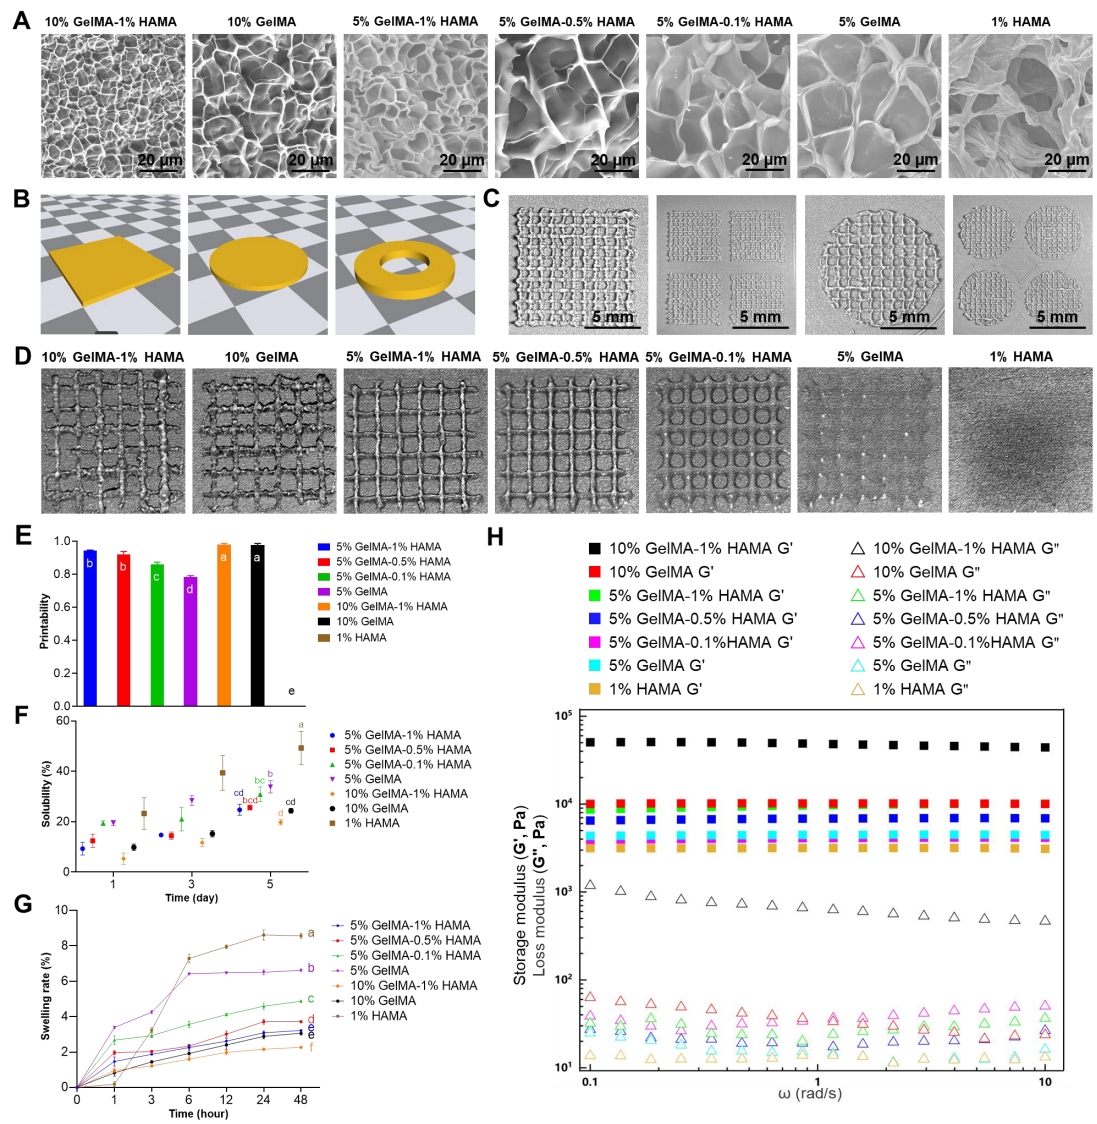 A
10% GelMA-1% HAMA
10% GelMA
5% GelMA-1% HAMA
5% GelMA-0.5% HAMA
5% GelMA-0.1% HAMA
5% GelMA
1% HAMA
20 μm
20 μm
20 μm
20 μm
20 μm
20 μm
20 μm
B
C
5 mm
5 mm
5 mm
5 mm
D
10% GelMA-1% HAMA
10% GelMA
5% GelMA-1% HAMA
5% GelMA-0.5% HAMA
5% GelMA-0.1% HAMA
5% GelMA
1% HAMA
E
Printability
1.0
0.8
0.6
0.4
0.2
0.0
b
b
c
d
a
a
e
5% GelMA-1% HAMA
5% GelMA-0.5% HAMA
5% GelMA-0.1% HAMA
5% GelMA
10% GelMA-1% HAMA
10% GelMA
1% HAMA
F
Solubility (%)
60
40
20
0
cd
bcd
bc
b
d
cd
a
1
3
5
Time (day)
5% GelMA-1% HAMA
5% GelMA-0.5% HAMA
5% GelMA-0.1% HAMA
5% GelMA
10% GelMA-1% HAMA
10% GelMA
1% HAMA
G
Swelling rate (%)
10
8
6
4
2
0
a
b
c
d
e
e
f
0
1
3
6
12
24
48
Time (hour)
5% GelMA-1% HAMA
5% GelMA-0.5% HAMA
5% GelMA-0.1% HAMA
5% GelMA
10% GelMA-1% HAMA
10% GelMA
1% HAMA
H
10% GelMA-1% HAMA G'
10% GelMA G'
5% GelMA-1% HAMA G'
5% GelMA-0.5% HAMA G'
5% GelMA-0.1%HAMA G'
5% GelMA G'
1% HAMA G'
10% GelMA-1% HAMA G"
10% GelMA G"
5% GelMA-1% HAMA G"
5% GelMA-0.5% HAMA G"
5% GelMA-0.1%HAMA G"
5% GelMA G"
1% HAMA G"
Storage modulus (G', Pa)
Loss modulus (G", Pa)
10⁵
10⁴
10³
10²
10¹
0.1
1
10
ω (rad/s)